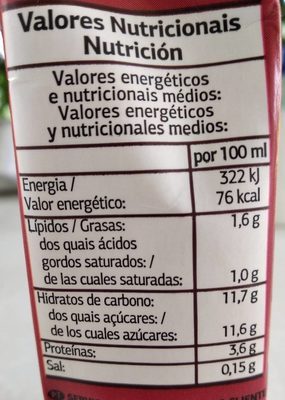 Valores Nutricionais
Nutrición
Valores energéticos
e nutricionais médios:
Valores energéticos
y nutricionales medios:
por 100 ml
Energia / 322 kJ
Valor energético: 76 kcal
Lípidos / Grasas: 1,6 g
dos quais ácidos
gordos saturados: /
de las cuales saturadas: 1,0 g
Hidratos de carbono: 11,7 g
dos quais açúcares: /
de los cuales azúcares: 11,6 g
Proteínas: 3,6 g
Sal: 0,15 g